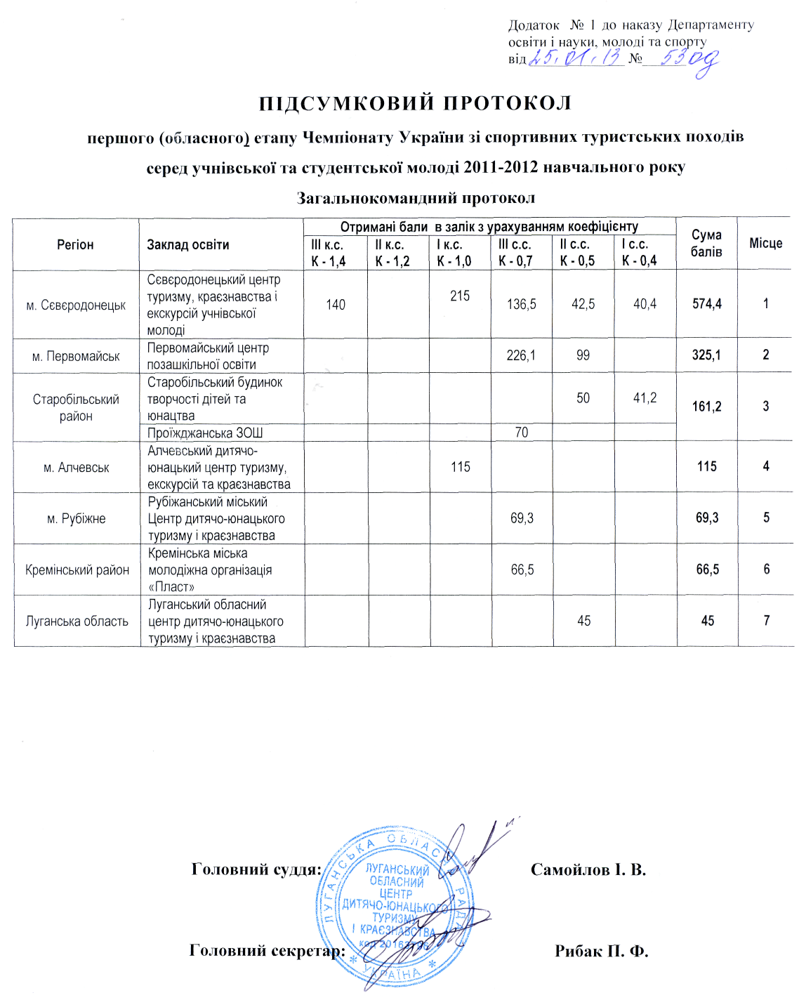 Додаток № 1 до наказу Департаменту
освіти і науки, молоді та спорту
від 25.01.13 № 53од
ПІДСУМКОВИЙ ПРОТОКОЛ
першого (обласного) етапу Чемпіонату України зі спортивних туристських походів
серед учнівської та студентської молоді 2011-2012 навчального року
Загальнокомандний протокол
Регіон Заклад освіти Отримані бали в залік з урахуванням коефіцієнту Сума балів Місце
ІІІ к.с. К - 1,4 ІІ к.с. К - 1,2 І к.с. К - 1,0 ІІІ с.с. К - 0,7 ІІ с.с. К - 0,5 І с.с. К - 0,4
м. Сєвєродонецьк
Сєвєродонецький центр
туризму, краєзнавства і
екскурсій учнівської
молоді
140 215 136,5 42,5 40,4 574,4 1
м. Первомайськ
Первомайський центр
позашкільної освіти
226,1 99 325,1 2
Старобільський
район
Старобільський будинок
творчості дітей та
юнацтва
50 41,2 161,2 3
Проїжджанська ЗОШ 70
м. Алчевськ
Алчевський дитячо-
юнацький центр туризму,
екскурсій та краєзнавства
115 115 4
м. Рубіжне
Рубіжанський міський
Центр дитячо-юнацького
туризму і краєзнавства
69,3 69,3 5
Кремінський район
Кремінська міська
молодіжна організація
«Пласт»
66,5 66,5 6
Луганська область
Луганський обласний
центр дитячо-юнацького
туризму і краєзнавства
45 45 7
Головний суддя: Самойлов І. В.
ЛУГАНСЬКА ОБЛАСНА РАДА
ЛУГАНСЬКИЙ
ОБЛАСНИЙ
ЦЕНТР
ДИТЯЧО-ЮНАЦЬКОГО
ТУРИЗМУ
І КРАЄЗНАВСТВА
код
* УКРАЇНА *
Головний секретар: Рибак П. Ф.